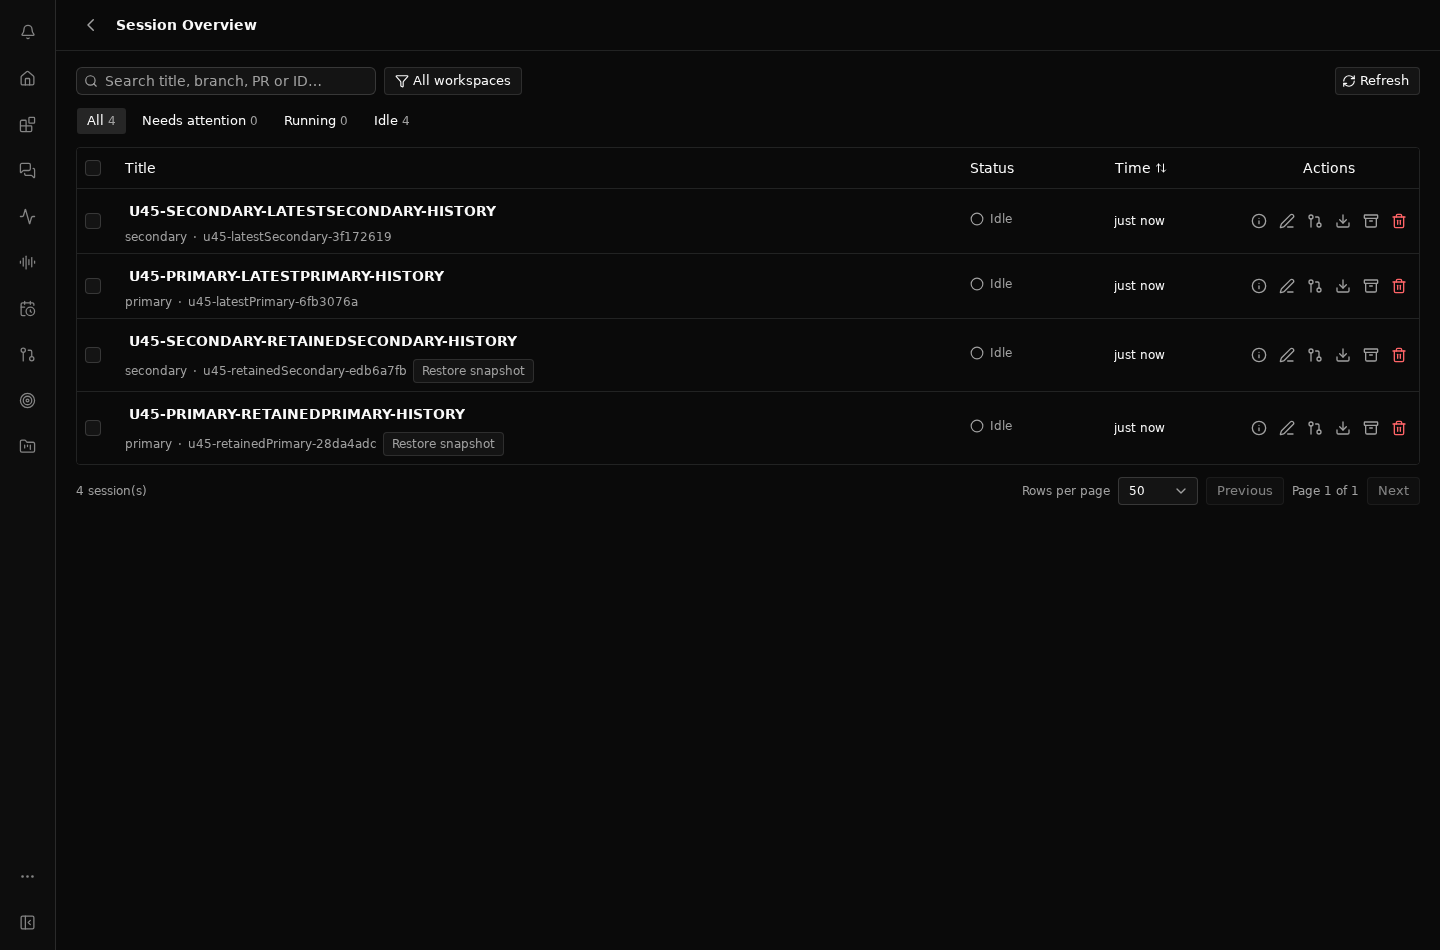 Session Overview
Search title, branch, PR or ID...
All workspaces
Refresh
All 4
Needs attention 0
Running 0
Idle 4
Title
Status
Time
Actions
U45-SECONDARY-LATESTSECONDARY-HISTORY
secondary · u45-latestSecondary-3f172619
Idle
just now
U45-PRIMARY-LATESTPRIMARY-HISTORY
primary · u45-latestPrimary-6fb3076a
Idle
just now
U45-SECONDARY-RETAINEDSECONDARY-HISTORY
secondary · u45-retainedSecondary-edb6a7fb
Restore snapshot
Idle
just now
U45-PRIMARY-RETAINEDPRIMARY-HISTORY
primary · u45-retainedPrimary-28da4adc
Restore snapshot
Idle
just now
4 session(s)
Rows per page
50
Previous
Page 1 of 1
Next